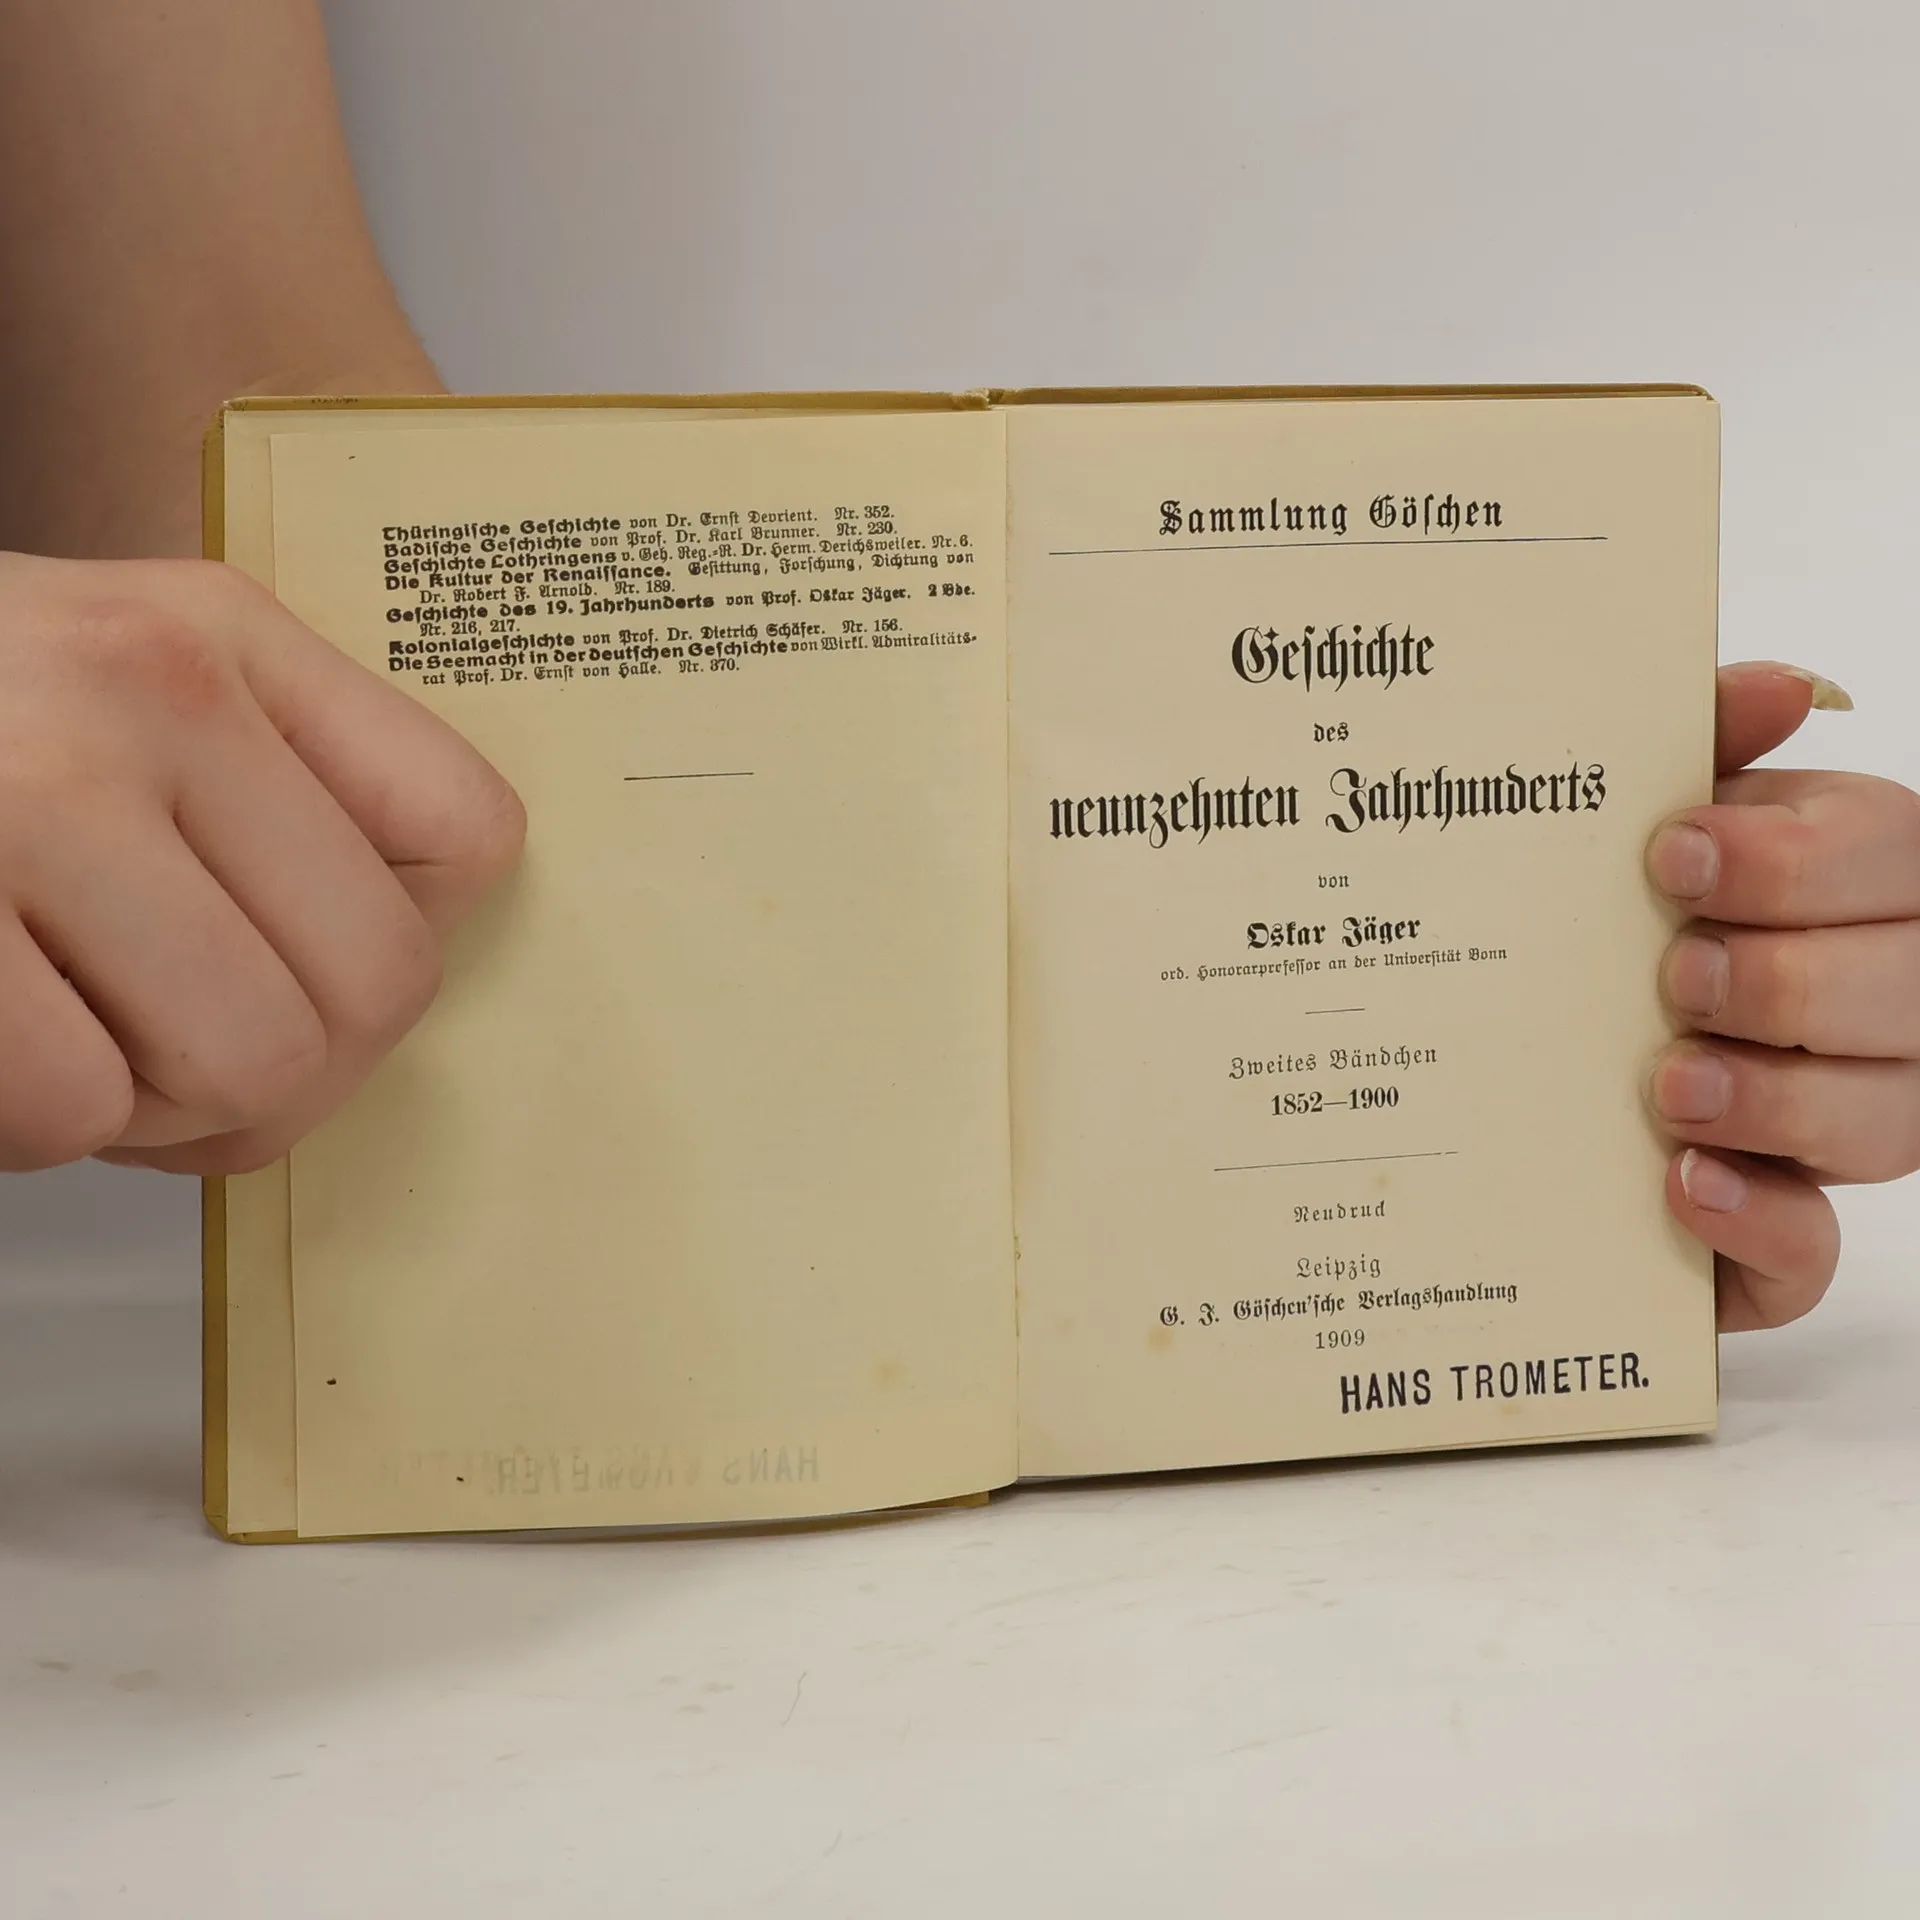 Thüringische Geschichte von Dr. Ernst Devrient. Nr. 352.
Badische Geschichte von Prof. Dr. Karl Brunner. Nr. 230.
Geschichte Lothringens v. Geh. Reg.-R. Dr. Herm. Derichsweiler. Nr. 6.
Die Kultur der Renaissance. Gesittung, Forschung, Dichtung von
Dr. Robert F. Arnold. Nr. 189.
Geschichte des 19. Jahrhunderts von Prof. Oskar Jäger. 2 Bde.
Nr. 216, 217.
Kolonialgeschichte von Prof. Dr. Dietrich Schäfer. Nr. 156.
Die Seemacht in der deutschen Geschichte von Wirkl. Admiralitäts-
rat Prof. Dr. Ernst von Halle. Nr. 370.
Sammlung Göschen
Geschichte
des
neunzehnten Jahrhunderts
von
Oskar Jäger
ord. Honorarprofessor an der Universität Bonn
Zweites Bändchen
1852—1900
Neudruck
Leipzig
G. J. Göschen'sche Verlagshandlung
1909
HANS TROMETER.